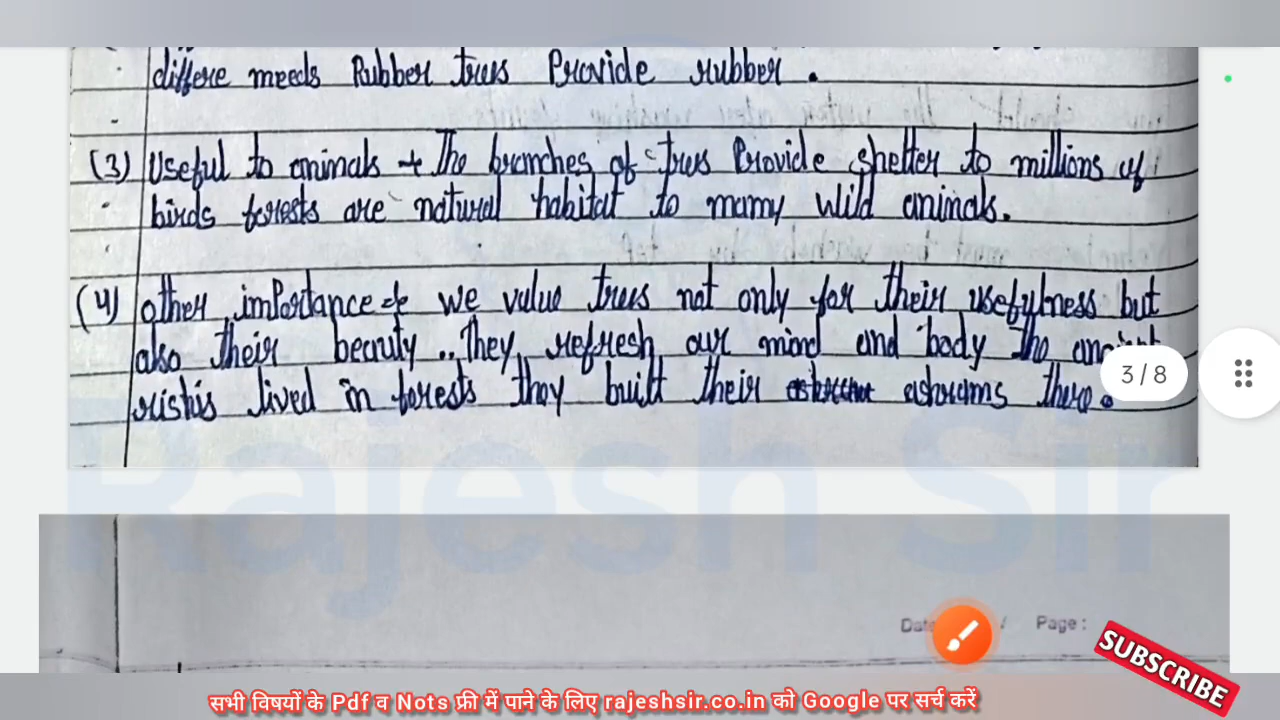 differe meeds Rubber trees Provide rubber .
(3) Useful to animals → The branches of trees Provide shelter to millions of
birds forests are natural habitat to many wild animals.
(4) other importance → we value trees not only for their usefulness but
also their beauty .. They refresh our mind and body The ancient
rishis lived in forests they built their ashrams there.
3 / 8
Rajesh Sir
Date / Page :
SUBSCRIBE
सभी विषयों के Pdf व Nots फ्री में पाने के लिए rajeshsir.co.in को Google पर सर्च करें